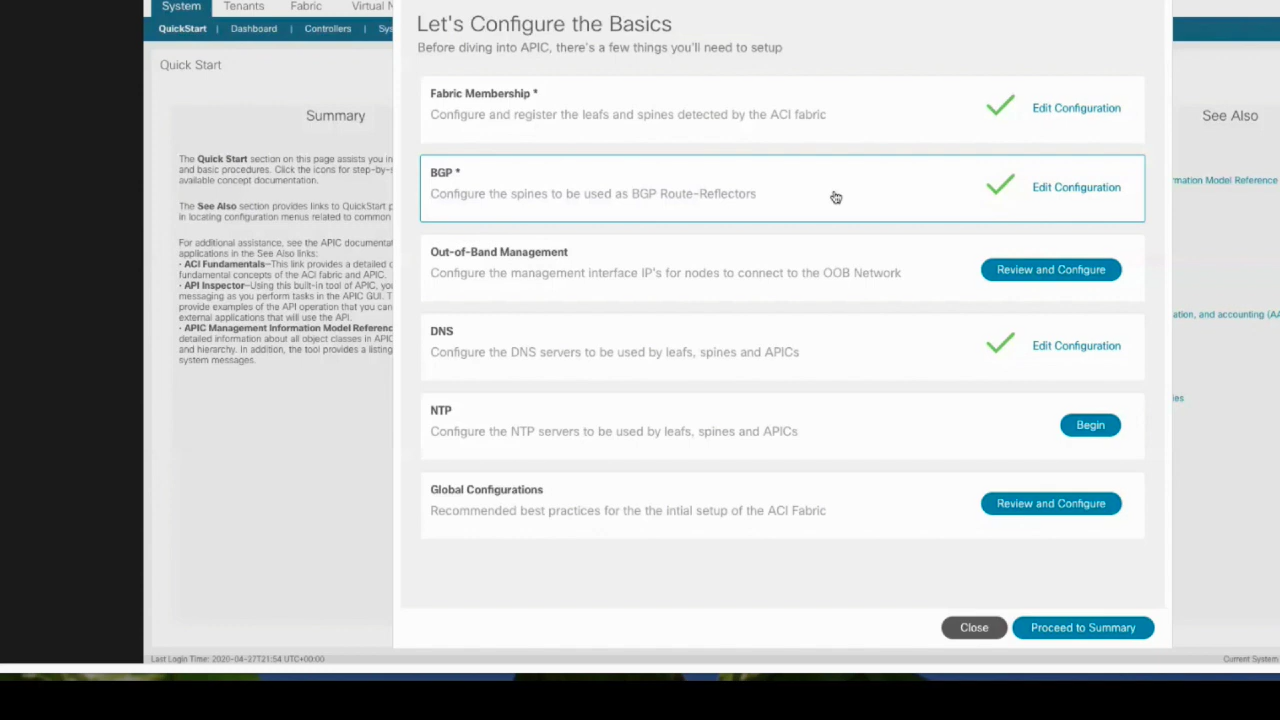 System Tenants Fabric Virtual
QuickStart | Dashboard | Controllers |
Quick Start
Summary
The Quick Start section on this page assists you in
and basic procedures. Click the icons for step-by-
available concept documentation.
The See Also section provides links to QuickStart
in locating configuration menus related to common
For additional assistance, see the APIC
applications in the See Also links:
· ACI Fundamentals—This link provides a detailed
fundamental concepts of the ACI fabric and APIC.
· API Inspector—Using this built-in tool of APIC,
messaging as you perform tasks in the APIC GUI.
provide examples of the API operation that you can
external applications that will use the API.
· APIC Management Information Model
detailed information about all object classes in APIC
and hierarchy. In addition, the tool provides a listing
system messages.
Let's Configure the Basics
Before diving into APIC, there's a few things you'll need to setup
Fabric Membership *
Configure and register the leafs and spines detected by the ACI fabric
Edit Configuration
BGP *
Configure the spines to be used as BGP Route-Reflectors
Edit Configuration
Out-of-Band Management
Configure the management interface IP's for nodes to connect to the OOB Network
Review and Configure
DNS
Configure the DNS servers to be used by leafs, spines and APICs
Edit Configuration
NTP
Configure the NTP servers to be used by leafs, spines and APICs
Begin
Global Configurations
Recommended best practices for the the intial setup of the ACI Fabric
Review and Configure
Close Proceed to Summary
See Also
Model Reference
and accounting
Last Login Time: 2020-04-27T21:54 UTC+00:00
Current System